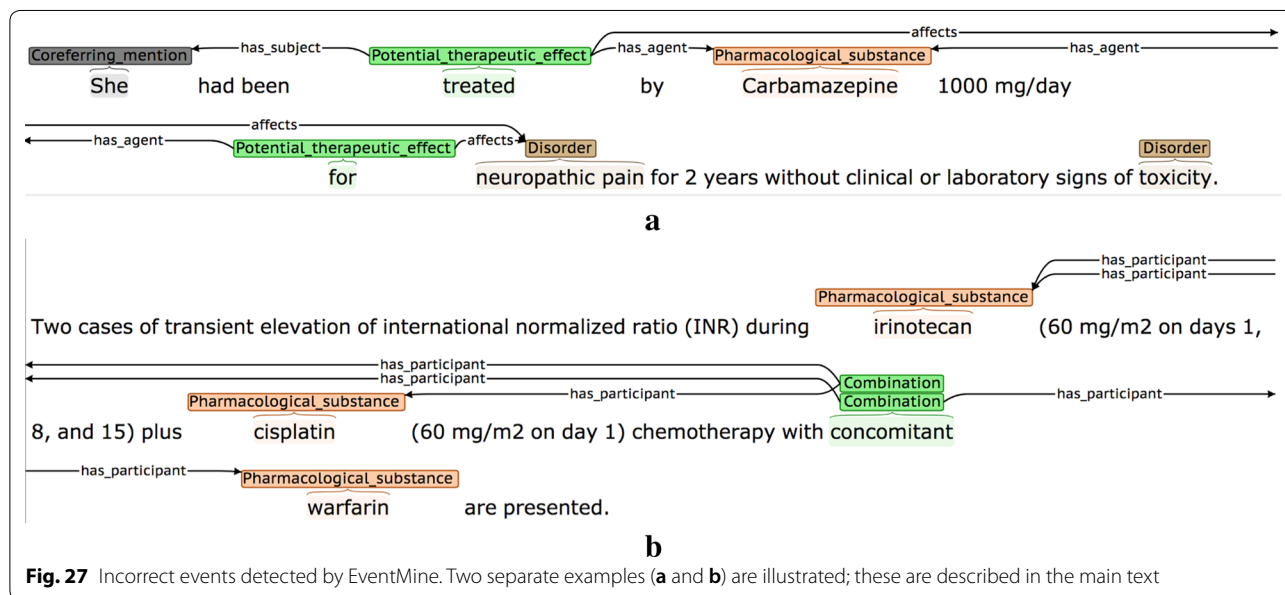 affects
Coreferring_mention has_subject Potential_therapeutic_effect has_agent Pharmacological_substance has_agent
She had been treated by Carbamazepine 1000 mg/day
affects
has_agent Potential_therapeutic_effect affects Disorder Disorder
for neuropathic pain for 2 years without clinical or laboratory signs of toxicity.
a
has_participant
has_participant
Pharmacological_substance
Two cases of transient elevation of international normalized ratio (INR) during irinotecan (60 mg/m2 on days 1,
has_participant
has_participant Combination
Pharmacological_substance has_participant Combination has_participant
8, and 15) plus cisplatin (60 mg/m2 on day 1) chemotherapy with concomitant
has_participant Pharmacological_substance
warfarin are presented.
b
Fig. 27 Incorrect events detected by EventMine. Two separate examples (a and b) are illustrated; these are described in the main text